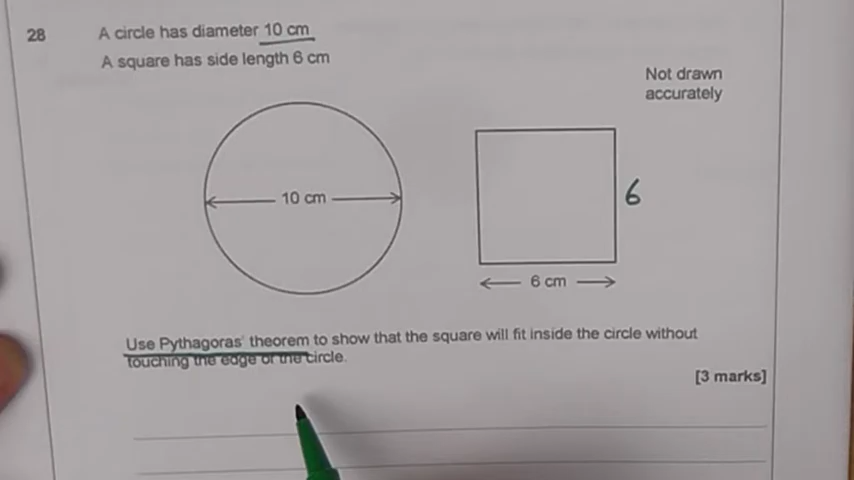 28 A circle has diameter 10 cm
A square has side length 6 cm
Not drawn
accurately
10 cm
6
6 cm
Use Pythagoras' theorem to show that the square will fit inside the circle without
touching the edge of the circle.
[3 marks]